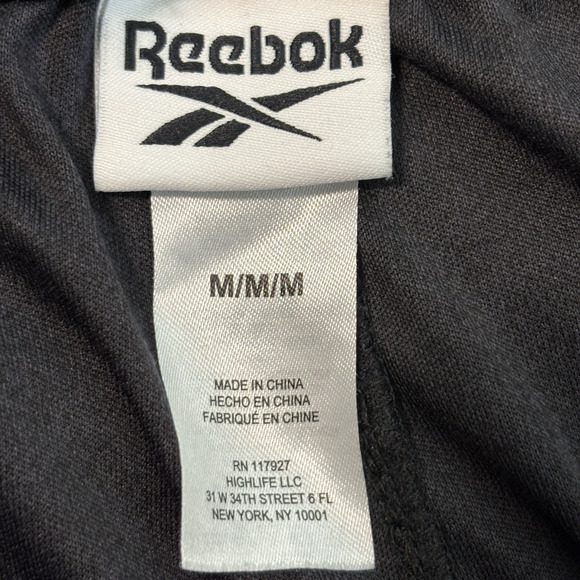 Reebok
M/M/M
MADE IN CHINA
HECHO EN CHINA
FABRIQUÉ EN CHINE
RN 117927
HIGHLIFE LLC
31 W 34TH STREET 6 FL
NEW YORK, NY 10001